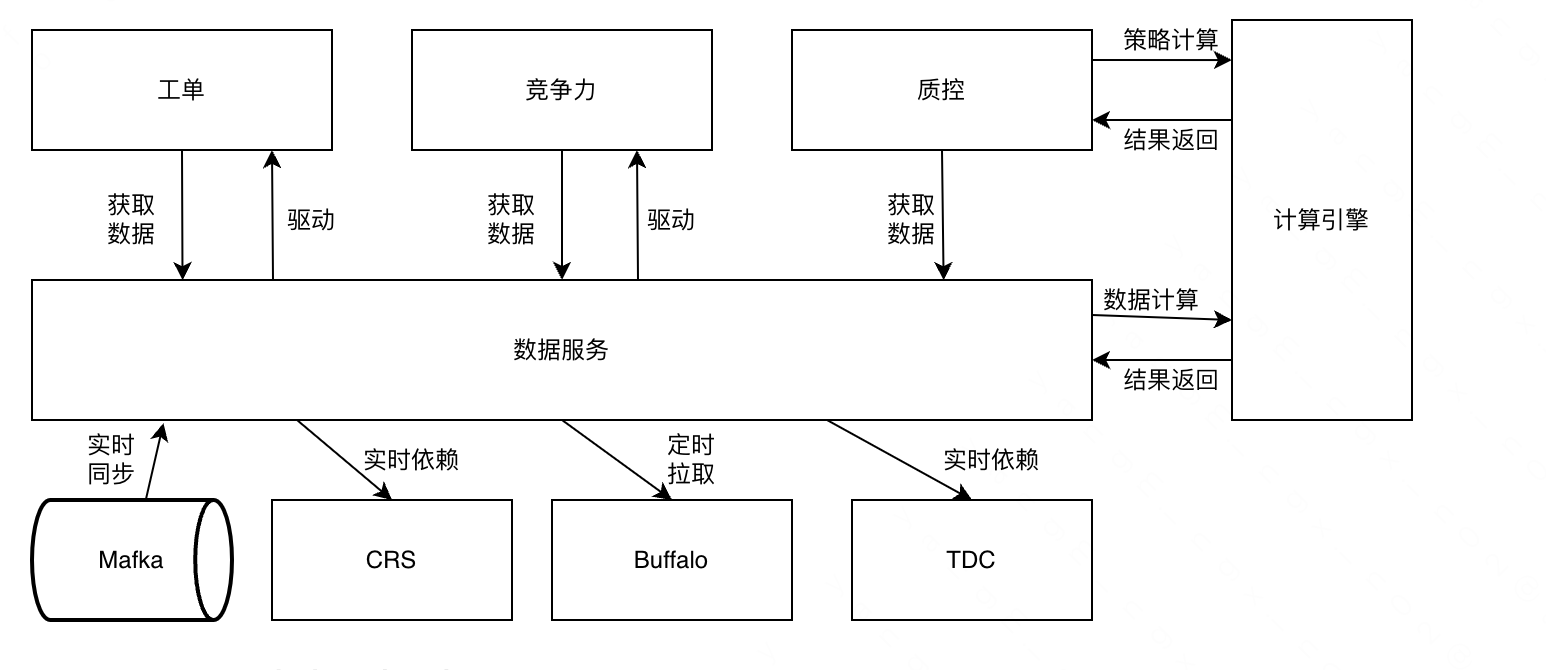 工单
竞争力
质控
策略计算
结果返回
计算引擎
获取
数据
驱动
获取
数据
驱动
获取
数据
数据服务
数据计算
结果返回
实时
同步
实时依赖
定时
拉取
实时依赖
Mafka
CRS
Buffalo
TDC